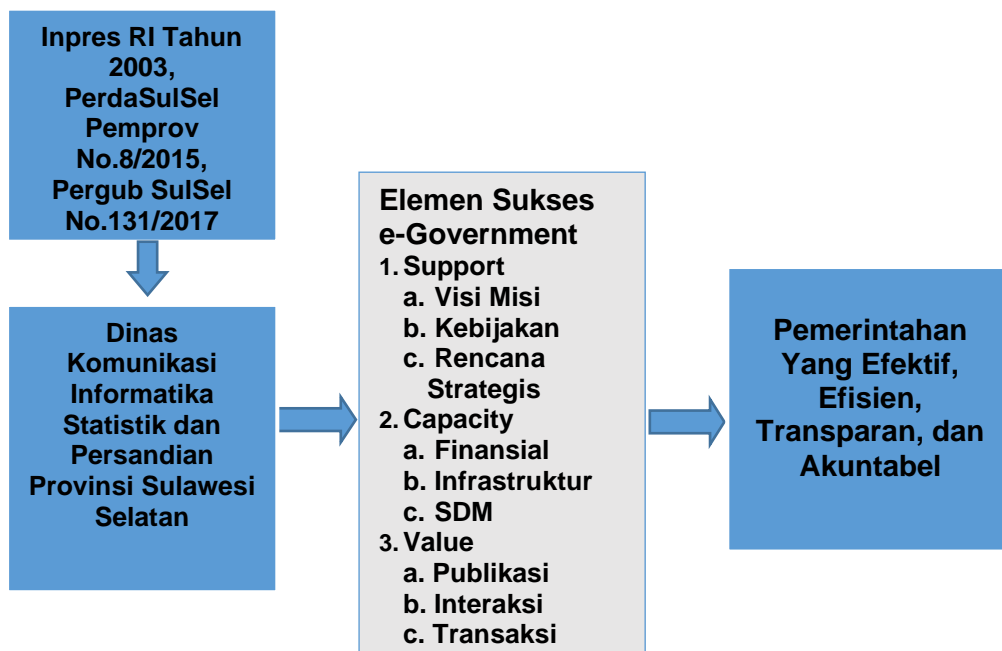 Inpres RI Tahun
2003,
PerdaSulSel
Pemprov
No.8/2015,
Pergub SulSel
No.131/2017
Dinas
Komunikasi
Informatika
Statistik dan
Persandian
Provinsi Sulawesi
Selatan
Elemen Sukses
e-Government
1. Support
a. Visi Misi
b. Kebijakan
c. Rencana
Strategis
2. Capacity
a. Finansial
b. Infrastruktur
c. SDM
3. Value
a. Publikasi
b. Interaksi
c. Transaksi
Pemerintahan
Yang Efektif,
Efisien,
Transparan, dan
Akuntabel